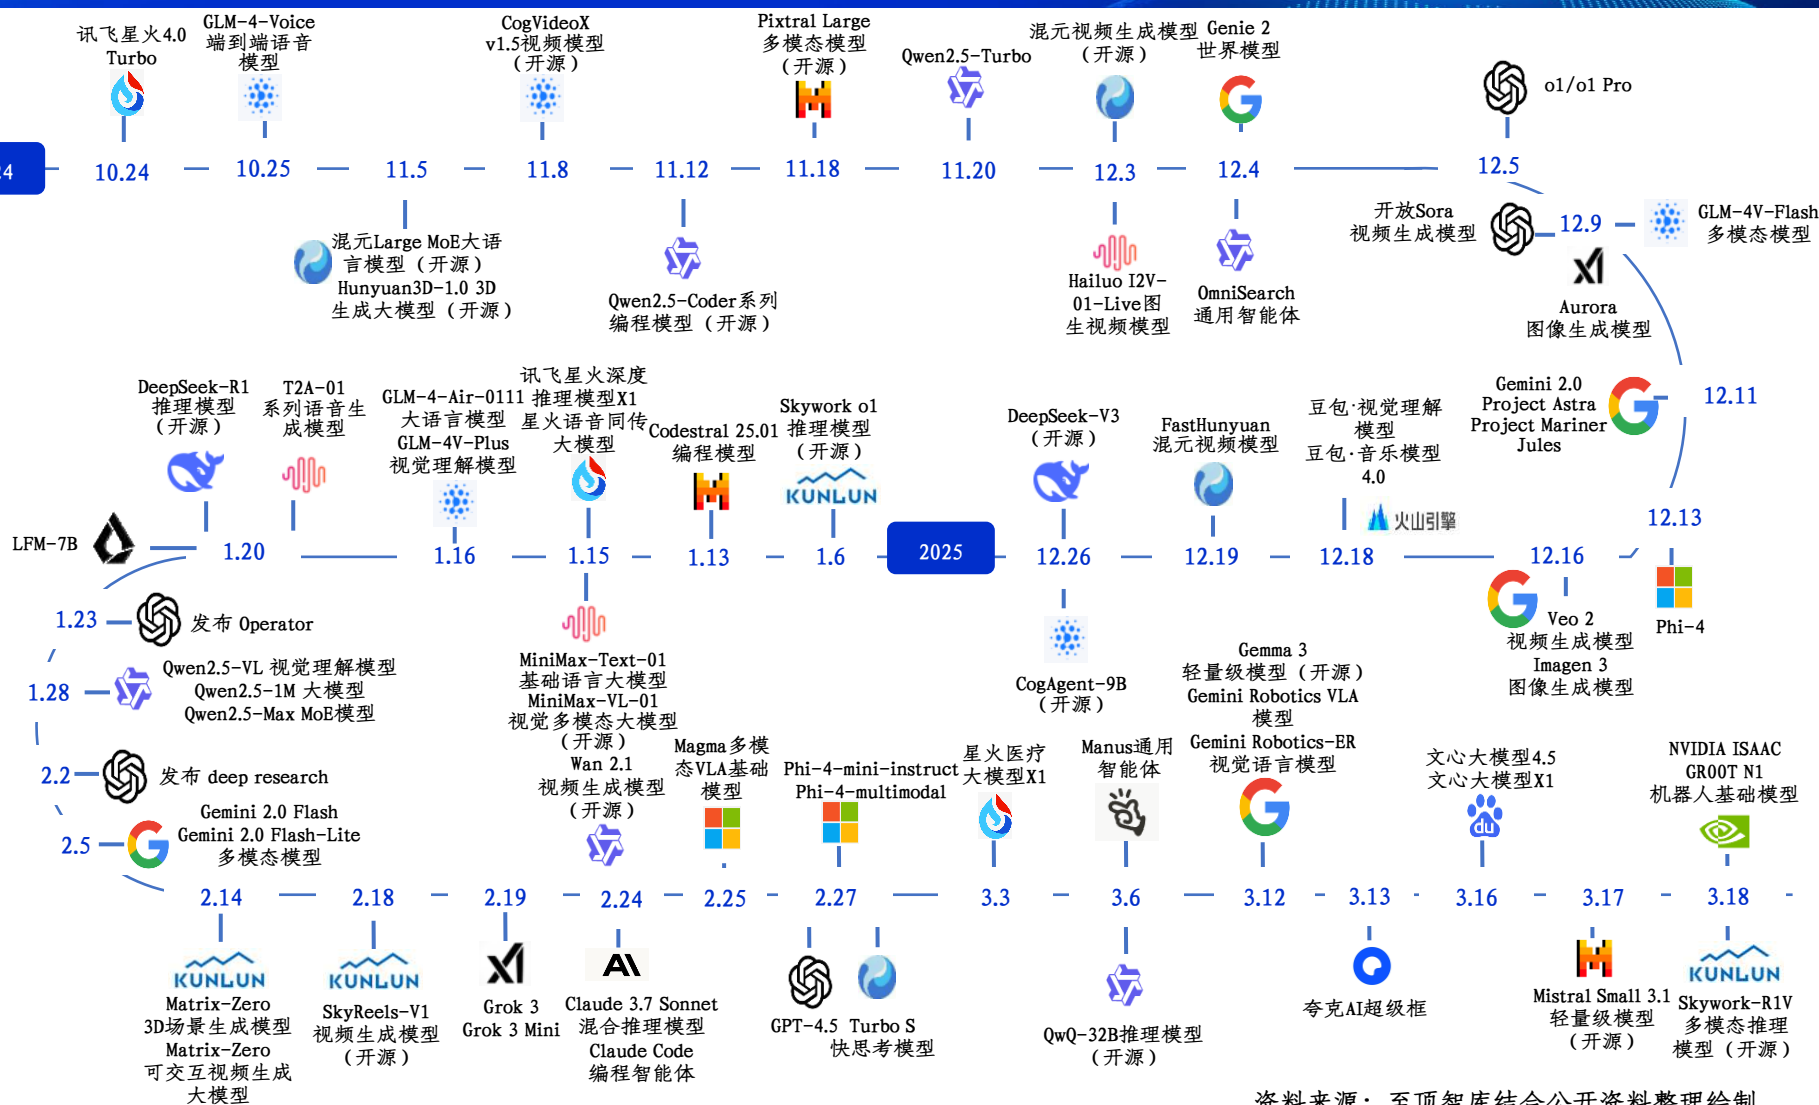 讯飞星火4.0
Turbo
GLM-4-Voice
端到端语音
模型
CogVideoX
v1.5视频模型
（开源）
Pixtral Large
多模态模型
（开源）
Qwen2.5-Turbo
混元视频生成模型
（开源）
Genie 2
世界模型
o1/o1 Pro
24
10.24
10.25
11.5
11.8
11.12
11.18
11.20
12.3
12.4
12.5
混元Large MoE大语
言模型（开源）
Hunyuan3D-1.0 3D
生成大模型（开源）
Qwen2.5-Coder系列
编程模型（开源）
Hailuo I2V-
01-Live图
生视频模型
OmniSearch
通用智能体
开放Sora
视频生成模型
12.9
GLM-4V-Flash
多模态模型
Aurora
图像生成模型
Gemini 2.0
Project Astra
Project Mariner
Jules
12.11
12.13
Phi-4
DeepSeek-R1
推理模型
（开源）
T2A-01
系列语音生
成模型
GLM-4-Air-0111
大语言模型
GLM-4V-Plus
视觉理解模型
讯飞星火深度
推理模型X1
星火语音同传
大模型
Codestral 25.01
编程模型
Skywork o1
推理模型
（开源）
KUNLUN
DeepSeek-V3
（开源）
FastHunyuan
混元视频模型
豆包·视觉理解
模型
豆包·音乐模型
4.0
火山引擎
LFM-7B
1.20
1.16
1.15
1.13
1.6
2025
12.26
12.19
12.18
12.16
MiniMax-Text-01
基础语言大模型
MiniMax-VL-01
视觉多模态大模型
（开源）
CogAgent-9B
（开源）
Veo 2
视频生成模型
Imagen 3
图像生成模型
1.23
发布 Operator
1.28
Qwen2.5-VL 视觉理解模型
Qwen2.5-1M 大模型
Qwen2.5-Max MoE模型
2.2
发布 deep research
2.5
Gemini 2.0 Flash
Gemini 2.0 Flash-Lite
多模态模型
Wan 2.1
视频生成模型
（开源）
Magma多模
态VLA基础
模型
Phi-4-mini-instruct
Phi-4-multimodal
星火医疗
大模型X1
Manus通用
智能体
Gemma 3
轻量级模型（开源）
Gemini Robotics VLA
模型
Gemini Robotics-ER
视觉语言模型
文心大模型4.5
文心大模型X1
du
NVIDIA ISAAC
GR00T N1
机器人基础模型
2.14
2.18
2.19
2.24
2.25
2.27
3.3
3.6
3.12
3.13
3.16
3.17
3.18
KUNLUN
Matrix-Zero
3D场景生成模型
Matrix-Zero
可交互视频生成
大模型
KUNLUN
SkyReels-V1
视频生成模型
（开源）
Grok 3
Grok 3 Mini
Claude 3.7 Sonnet
混合推理模型
Claude Code
编程智能体
GPT-4.5
Turbo S
快思考模型
QwQ-32B推理模型
（开源）
夸克AI超级框
Mistral Small 3.1
轻量级模型
（开源）
KUNLUN
Skywork-R1V
多模态推理
模型（开源）
资料来源：至顶智库结合公开资料整理绘制